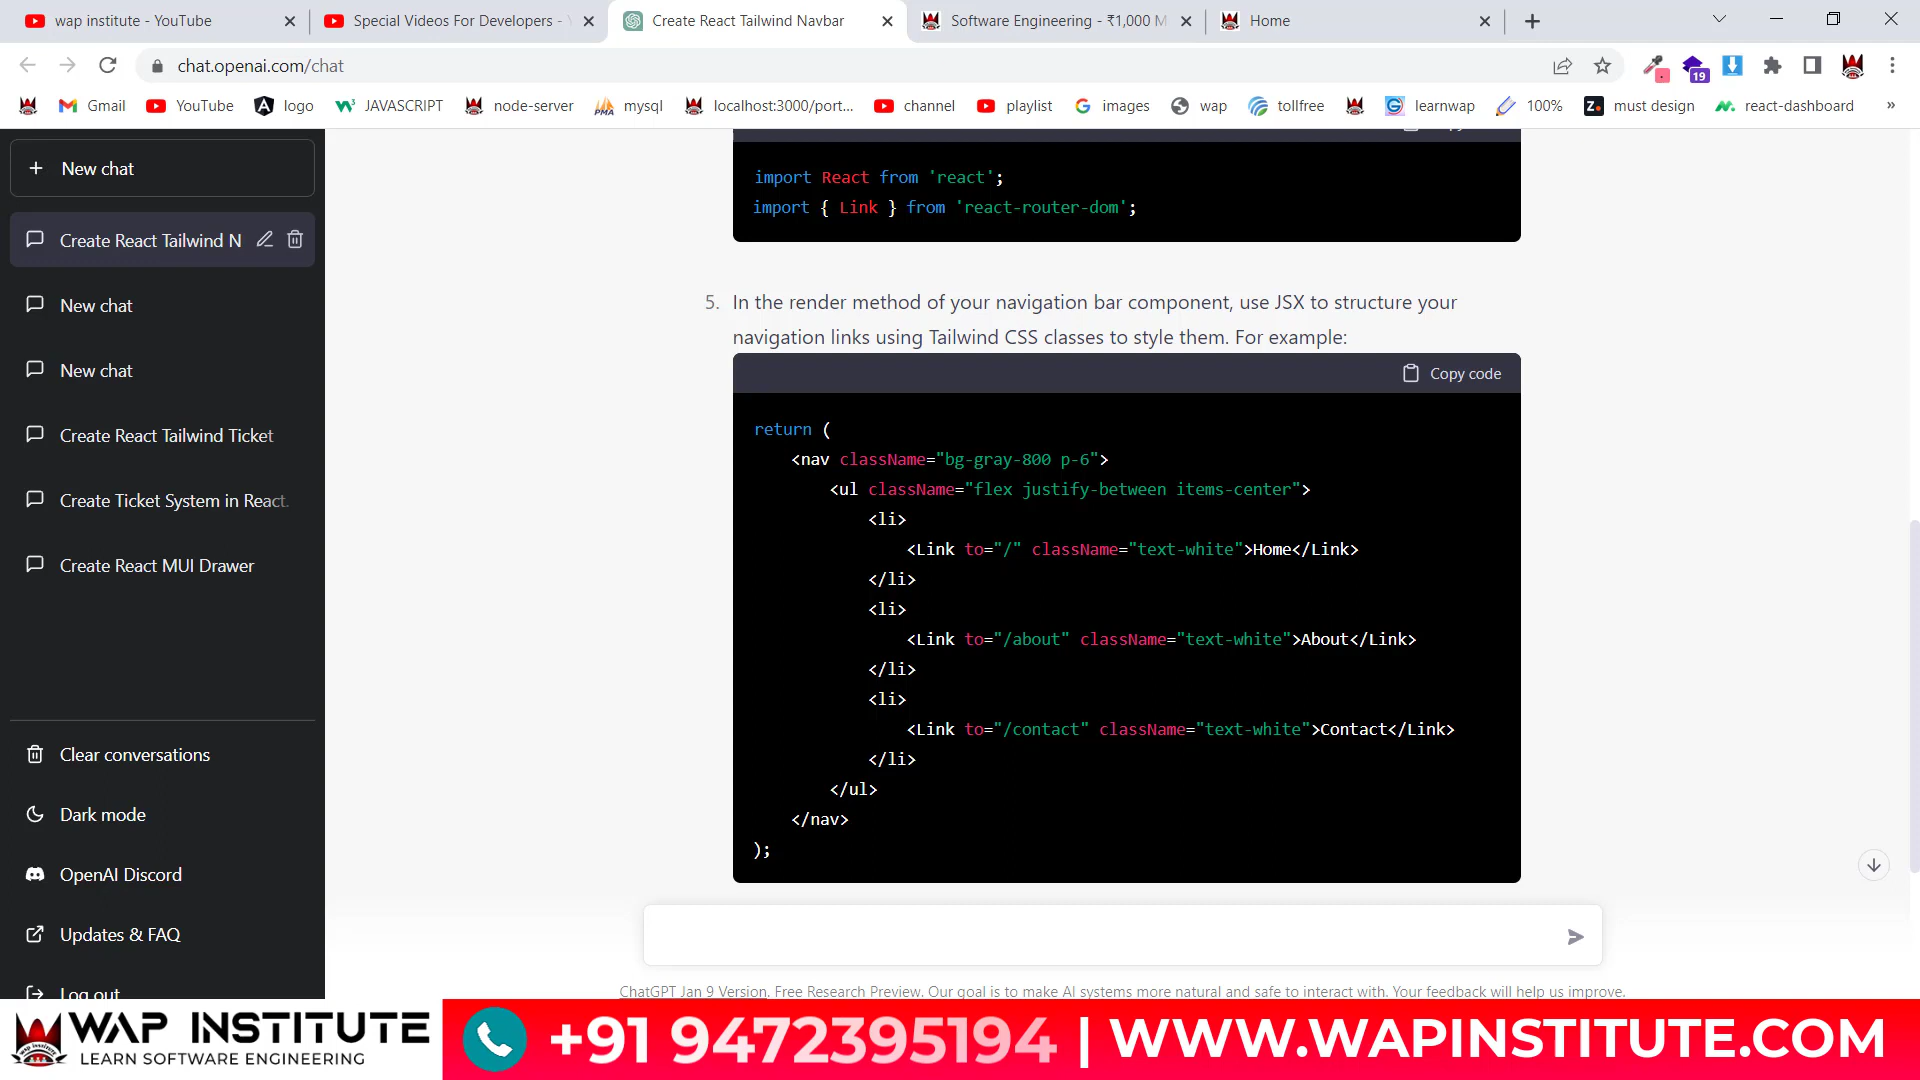 wap institute - YouTube
Special Videos For Developers -
Create React Tailwind Navbar
Software Engineering - ₹1,000 M
Home
chat.openai.com/chat
19
Gmail
YouTube
logo
JAVASCRIPT
node-server
mysql
localhost:3000/port...
channel
playlist
images
wap
tollfree
learnwap
100%
must design
react-dashboard
»
New chat
Create React Tailwind N
New chat
New chat
Create React Tailwind Ticket
Create Ticket System in React.
Create React MUI Drawer
Clear conversations
Dark mode
OpenAI Discord
Updates & FAQ
Log out
import React from 'react';
import { Link } from 'react-router-dom';
5. In the render method of your navigation bar component, use JSX to structure your
navigation links using Tailwind CSS classes to style them. For example:
Copy code
return (
<nav className="bg-gray-800 p-6">
<ul className="flex justify-between items-center">
<li>
<Link to="/" className="text-white">Home</Link>
</li>
<li>
<Link to="/about" className="text-white">About</Link>
</li>
<li>
<Link to="/contact" className="text-white">Contact</Link>
</li>
</ul>
</nav>
);
ChatGPT Jan 9 Version. Free Research Preview. Our goal is to make AI systems more natural and safe to interact with. Your feedback will help us improve.
WAP INSTITUTE
LEARN SOFTWARE ENGINEERING
+91 9472395194 | WWW.WAPINSTITUTE.COM